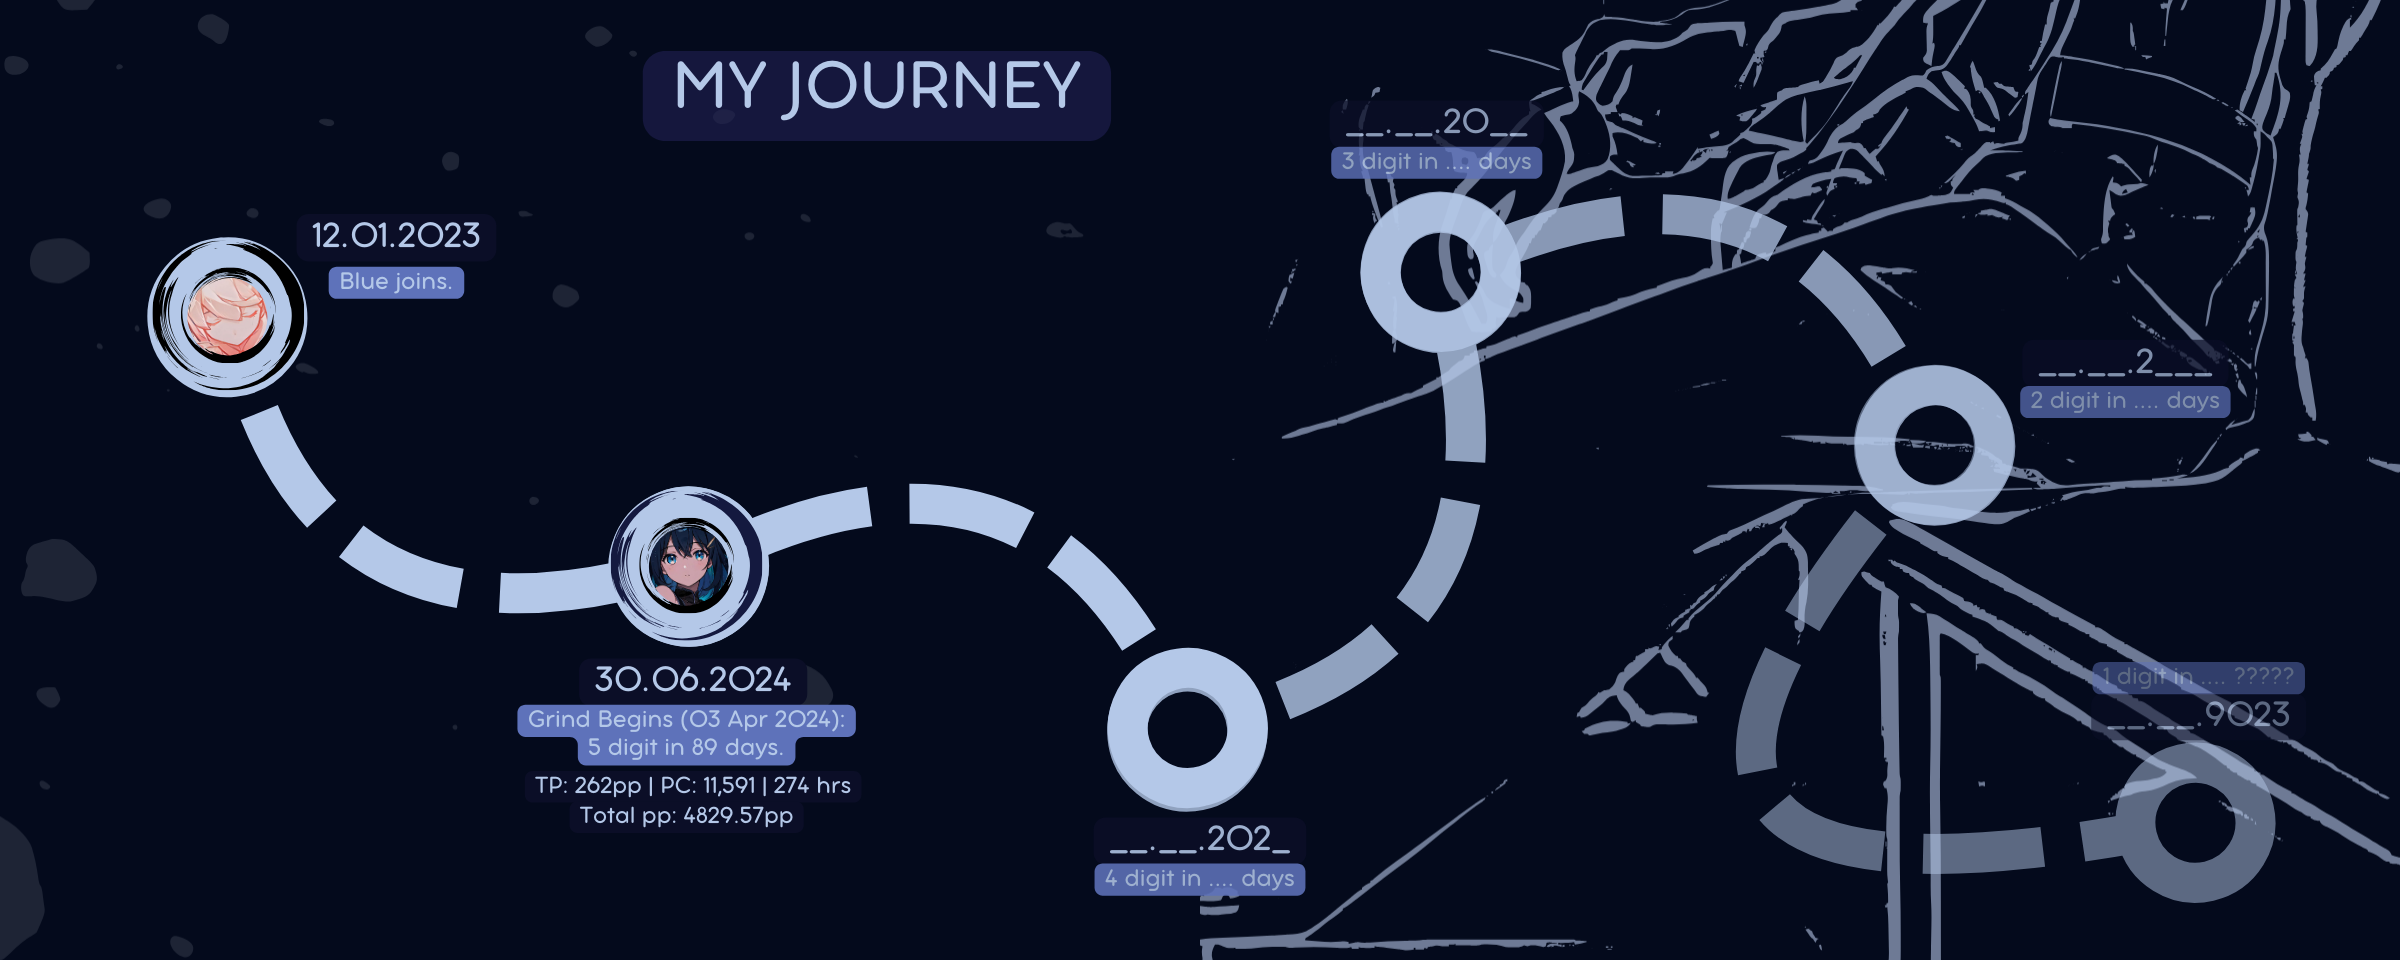 MY JOURNEY
12.01.2023
Blue joins.
30.06.2024
Grind Begins (03 Apr 2024):
5 digit in 89 days.
TP: 262pp | PC: 11,591 | 274 hrs
Total pp: 4829.57pp
__.__.202_
4 digit in .... days
__.__.20__
3 digit in .... days
__.__.2___
2 digit in .... days
1 digit in .... ?????
__.__.9023